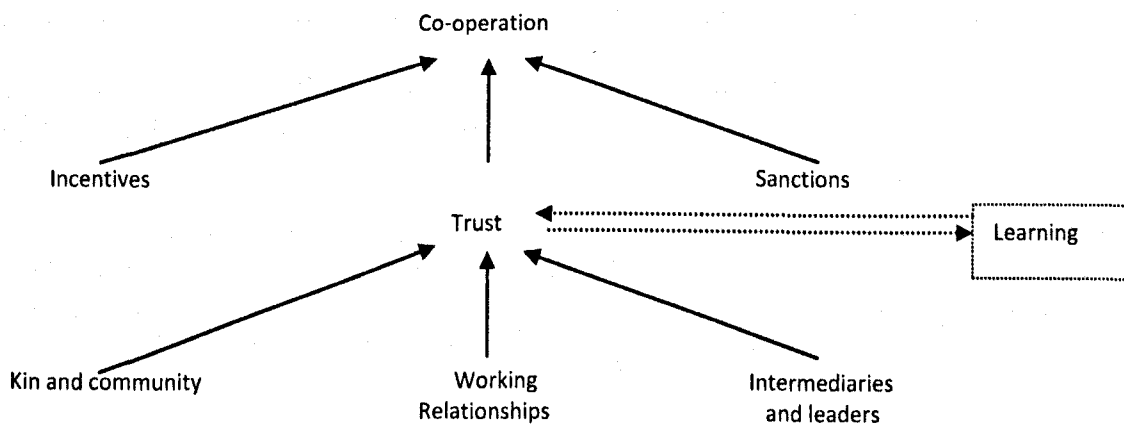 Co-operation
Incentives
Sanctions
Trust
Learning
Kin and community
Working
Relationships
Intermediaries
and leaders